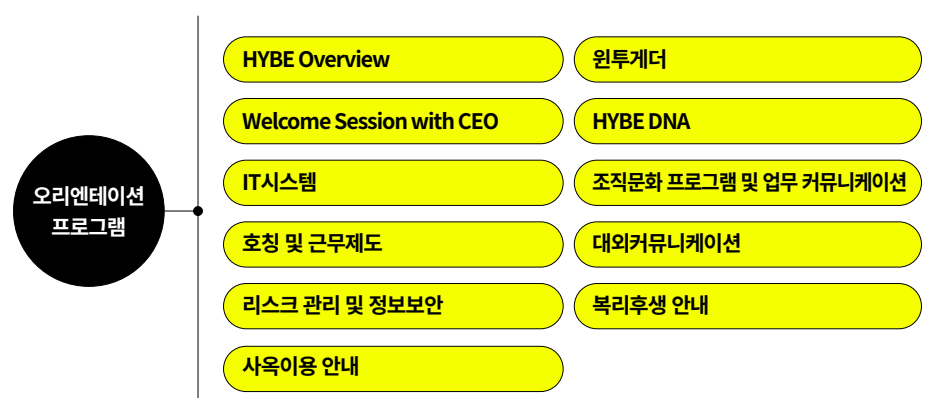 오리엔테이션
프로그램
HYBE Overview
윈투게더
Welcome Session with CEO
HYBE DNA
IT시스템
조직문화 프로그램 및 업무 커뮤니케이션
호칭 및 근무제도
대외커뮤니케이션
리스크 관리 및 정보보안
복리후생 안내
사옥이용 안내